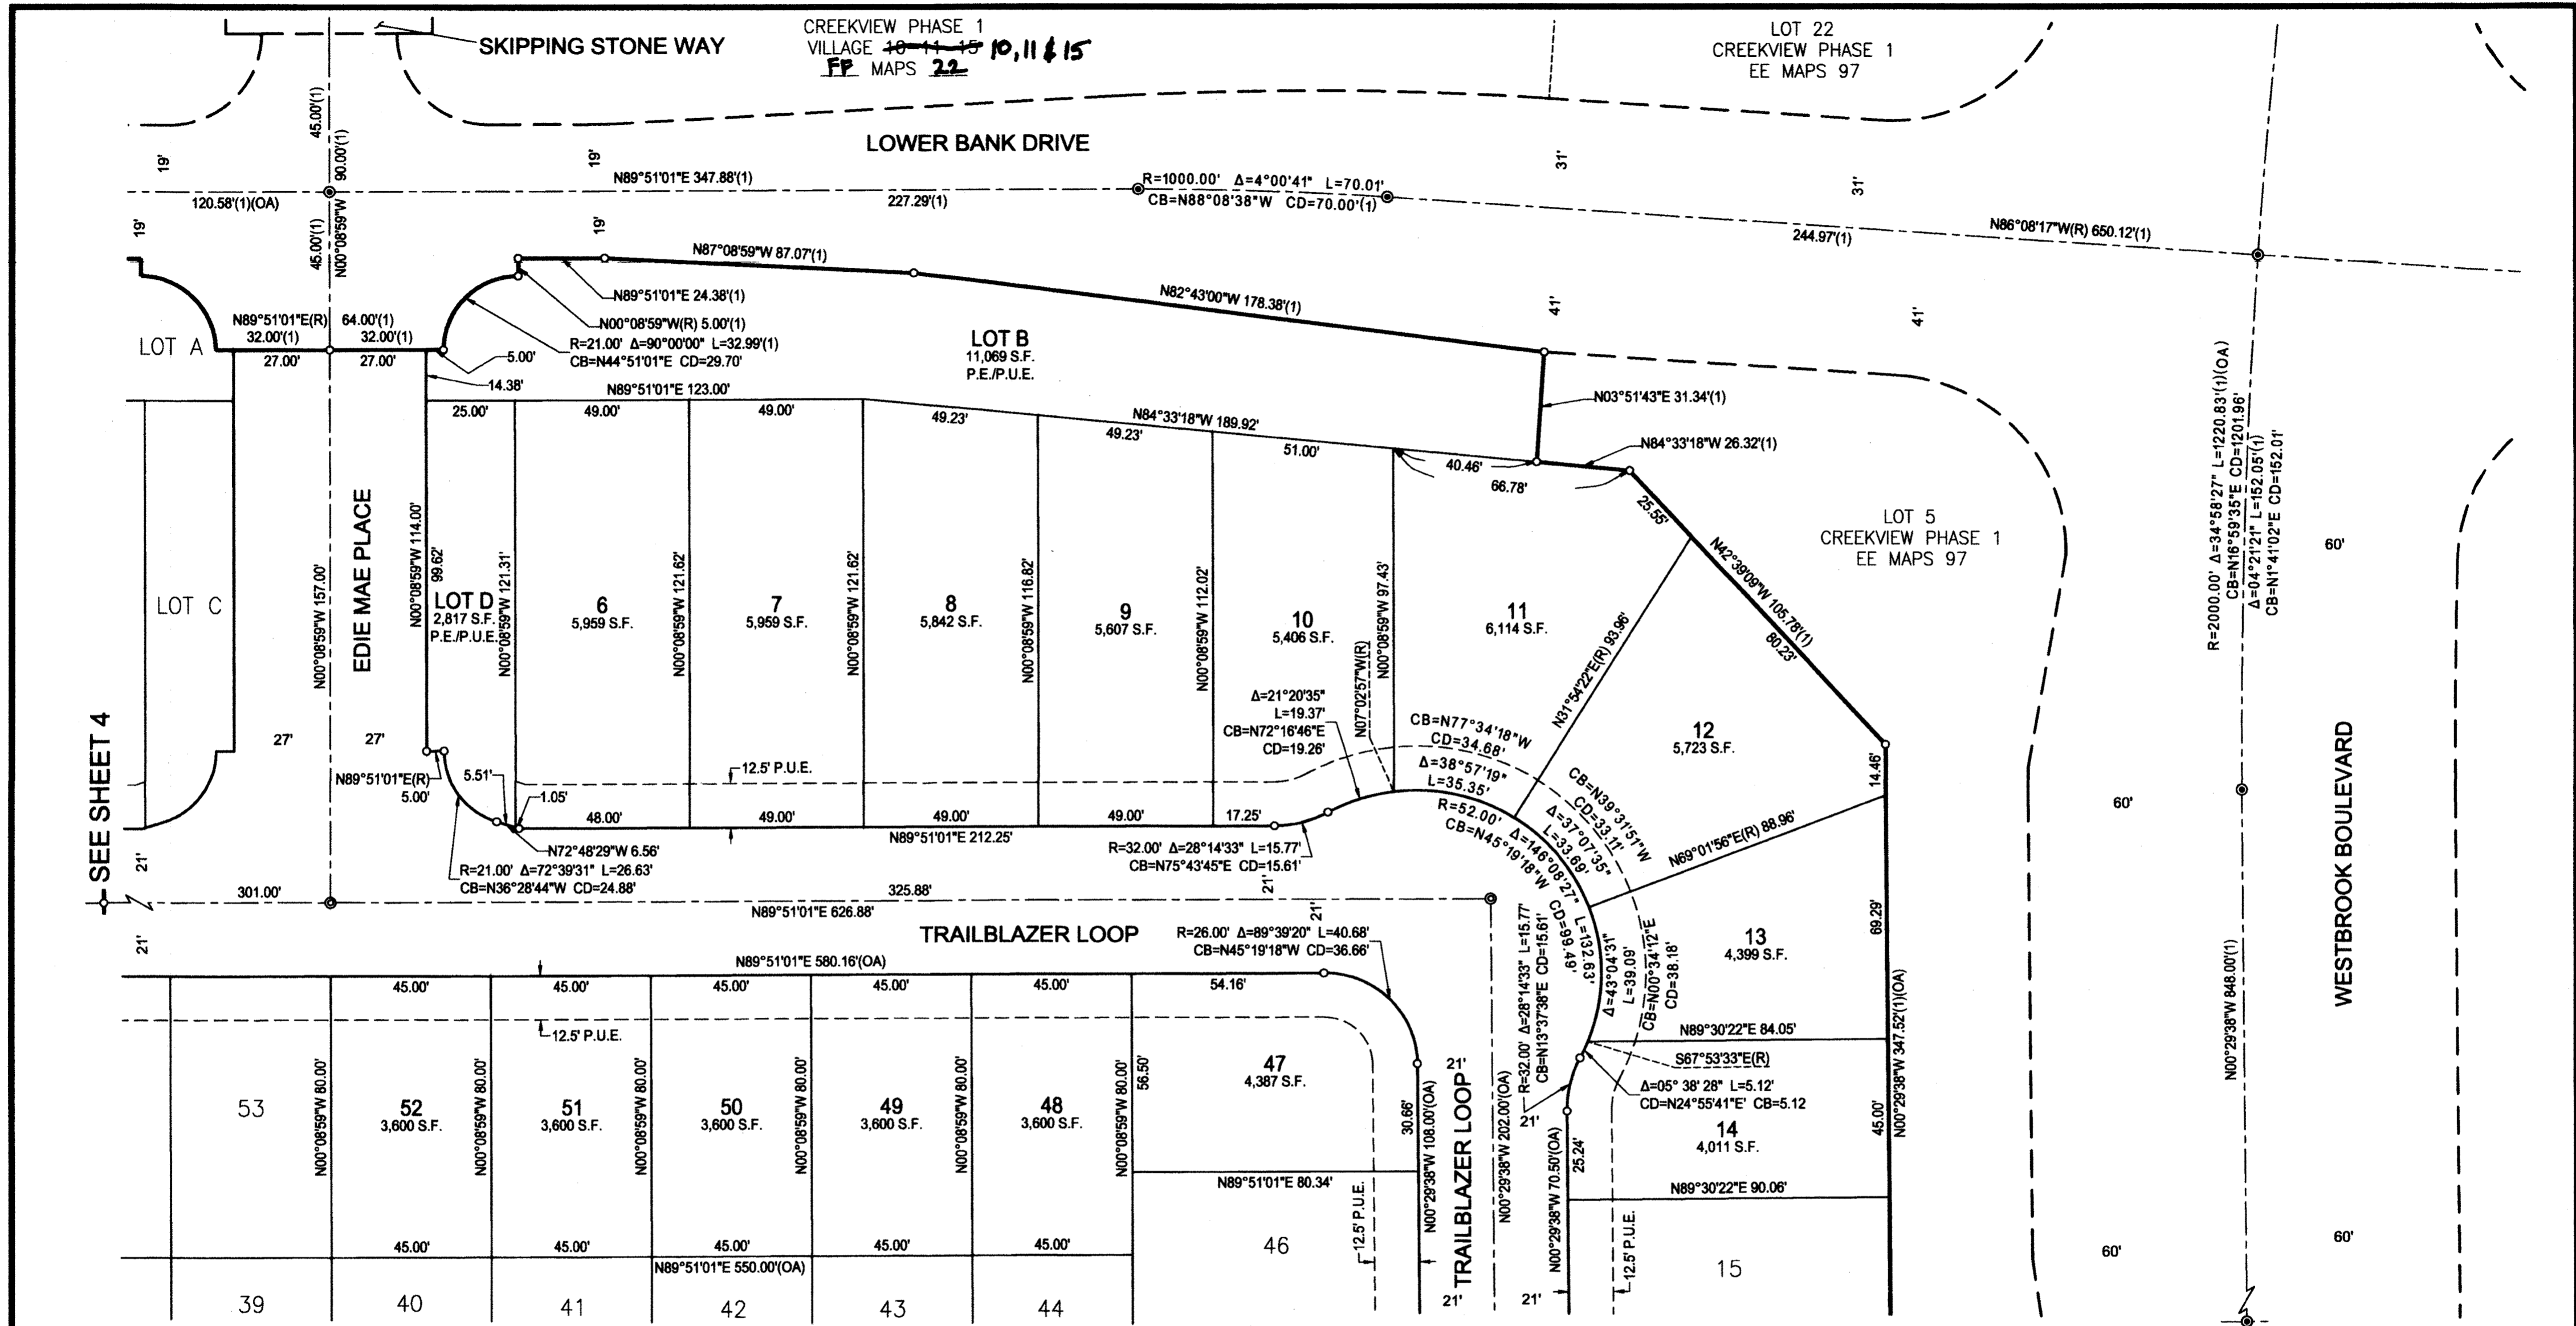 CREEKVIEW PHASE 1
VILLAGE 10-11-15 10, 11 & 15
FF MAPS 22
SKIPPING STONE WAY
LOT 22
CREEKVIEW PHASE 1
EE MAPS 97
LOWER BANK DRIVE
45.00'(1)
N00°08'59"W 90.00'(1)
45.00'(1)
19'
19'
31'
31'
N89°51'01"E 347.88'(1)
120.58'(1)(OA)
227.29'(1)
R=1000.00' Δ=4°00'41" L=70.01'
CB=N88°08'38"W CD=70.00'(1)
244.97'(1)
N86°08'17"W(R) 650.12'(1)
19'
19'
41'
41'
N87°08'59"W 87.07'(1)
N82°43'00"W 178.38'(1)
N89°51'01"E 24.38'(1)
N00°08'59"W(R) 5.00'(1)
R=21.00' Δ=90°00'00" L=32.99'(1)
CB=N44°51'01"E CD=29.70'
LOT A
N89°51'01"E(R) 64.00'(1)
32.00'(1)
32.00'(1)
27.00'
27.00'
5.00'
14.38'
LOT B
11,069 S.F.
P.E./P.U.E.
N89°51'01"E 123.00'
25.00'
49.00'
49.00'
49.23'
N84°33'18"W 189.92'
49.23'
51.00'
40.46'
66.78'
N03°51'43"E 31.34'(1)
N84°33'18"W 26.32'(1)
25.55'
N42°39'09"W 105.78'(1)
80.23'
LOT 5
CREEKVIEW PHASE 1
EE MAPS 97
R=2000.00' Δ=34°58'27" L=1220.83'(1)(OA)
CB=N16°59'35"E CD=1201.96'
Δ=04°21'21" L=152.05'(1)
CB=N1°41'02"E CD=152.01'
60'
LOT C
N00°08'59"W 157.00'
EDIE MAE PLACE
N00°08'59"W 114.00'
99.62'
LOT D
2,817 S.F.
P.E./P.U.E.
N00°08'59"W 121.31'
6
5,959 S.F.
N00°08'59"W 121.62'
7
5,959 S.F.
N00°08'59"W 121.62'
8
5,842 S.F.
N00°08'59"W 116.82'
9
5,607 S.F.
N00°08'59"W 112.02'
10
5,406 S.F.
N00°08'59"W 97.43'
11
6,114 S.F.
N31°54'22"E(R) 93.96'
12
5,723 S.F.
14.46'
N07°02'57"W(R)
Δ=21°20'35"
L=19.37'
CB=N72°16'46"E
CD=19.26'
CB=N77°34'18"W
CD=34.68'
Δ=38°57'19"
L=35.35'
R=52.00' Δ=146°08'27" L=132.63'
CB=N45°19'18"W CD=99.49'
CB=N39°31'51"W
CD=33.11'
Δ=37°07'35"
L=33.69'
N69°01'56"E(R) 88.96'
27'
27'
SEE SHEET 4
N89°51'01"E(R)
5.00'
5.51'
1.05'
12.5' P.U.E.
48.00'
49.00'
49.00'
49.00'
17.25'
N89°51'01"E 212.25'
N72°48'29"W 6.56'
R=21.00' Δ=72°39'31" L=26.63'
CB=N36°28'44"W CD=24.88'
R=32.00' Δ=28°14'33" L=15.77'
CB=N75°43'45"E CD=15.61'
21'
21'
301.00'
325.88'
N89°51'01"E 626.88'
21'
21'
TRAILBLAZER LOOP
R=26.00' Δ=89°39'20" L=40.68'
CB=N45°19'18"W CD=36.66'
N89°51'01"E 580.16'(OA)
45.00'
45.00'
45.00'
45.00'
45.00'
54.16'
12.5' P.U.E.
R=32.00' Δ=28°14'33" L=15.77'
CB=N13°37'38"E CD=15.61'
Δ=43°04'31"
L=39.09'
CB=N00°34'12"E
CD=38.18'
13
4,399 S.F.
69.29'
N00°29'38"W 347.52'(1)(OA)
N89°30'22"E 84.05'
S67°53'33"E(R)
Δ=05° 38' 28" L=5.12'
CD=N24°55'41"E' CB=5.12
14
4,011 S.F.
45.00'
N89°30'22"E 90.06'
15
12.5' P.U.E.
53
N00°08'59"W 80.00'
52
3,600 S.F.
N00°08'59"W 80.00'
51
3,600 S.F.
N00°08'59"W 80.00'
50
3,600 S.F.
N00°08'59"W 80.00'
49
3,600 S.F.
N00°08'59"W 80.00'
48
3,600 S.F.
N00°08'59"W 80.00'
56.50'
47
4,387 S.F.
N89°51'01"E 80.34'
30.66'
N00°29'38"W 108.00'(OA)
21'
TRAILBLAZER LOOP
N00°29'38"W 202.00'(OA)
21'
N00°29'38"W 70.50'(OA)
25.24'
12.5' P.U.E.
21'
21'
45.00'
45.00'
45.00'
45.00'
45.00'
N89°51'01"E 550.00'(OA)
46
39
40
41
42
43
44
60'
WESTBROOK BOULEVARD
N00°29'38"W 848.00'(1)
60'
60'